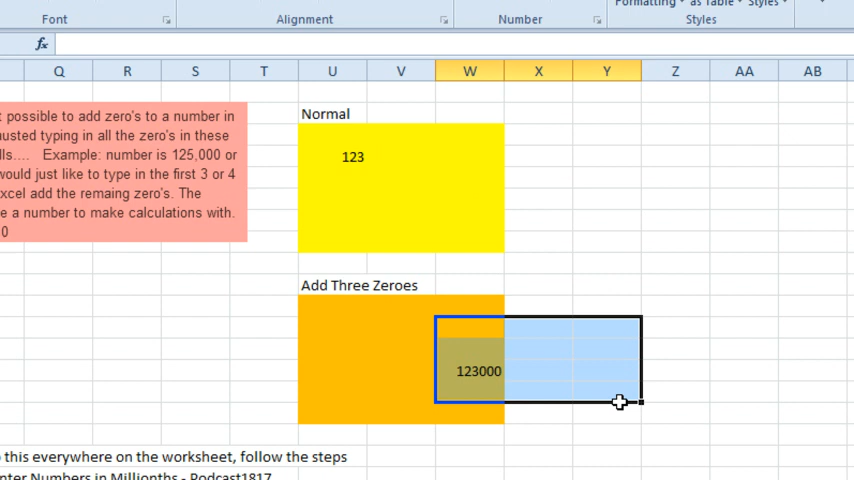 Formatting as Table Styles
Font Alignment Number Styles
fx
Q R S T U V W X Y Z AA AB
Normal
t possible to add zero's to a number in
austed typing in all the zero's in these
lls.... Example: number is 125,000 or
would just like to type in the first 3 or 4
xcel add the remaing zero's. The
e a number to make calculations with.
0
123
Add Three Zeroes
123000
o this everywhere on the worksheet, follow the steps
nter Numbers in Millionths - Podcast1817